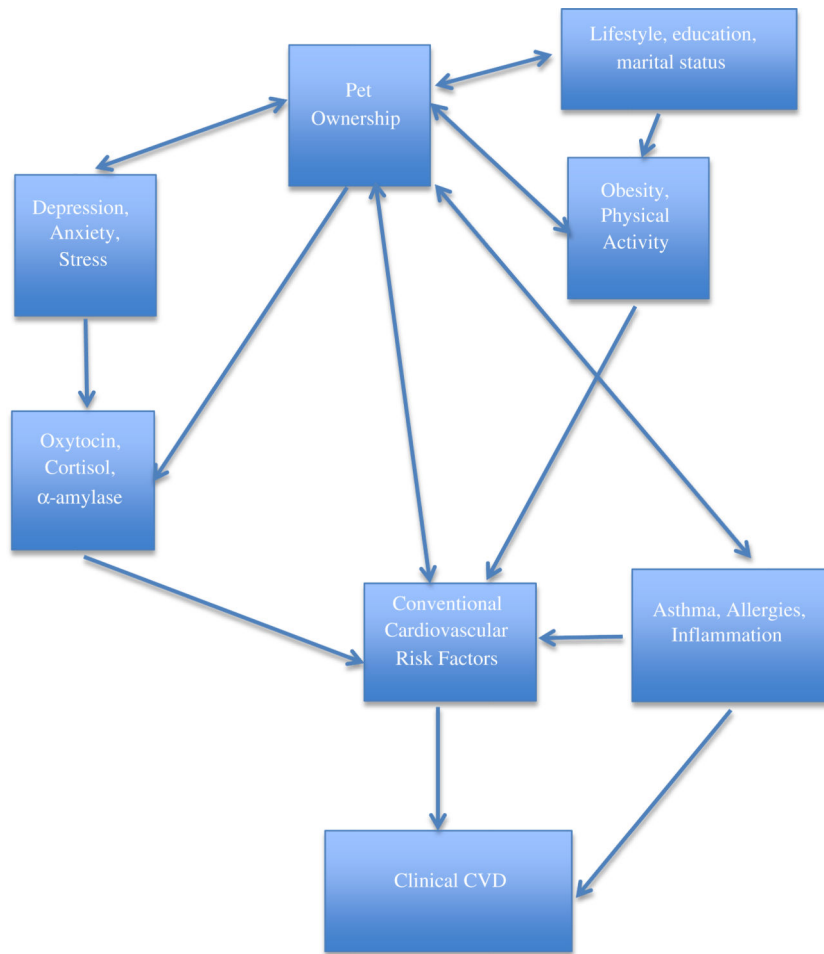 Lifestyle, education,
marital status
Pet
Ownership
Depression,
Anxiety,
Stress
Obesity,
Physical
Activity
Oxytocin,
Cortisol,
α-amylase
Conventional
Cardiovascular
Risk Factors
Asthma, Allergies,
Inflammation
Clinical CVD